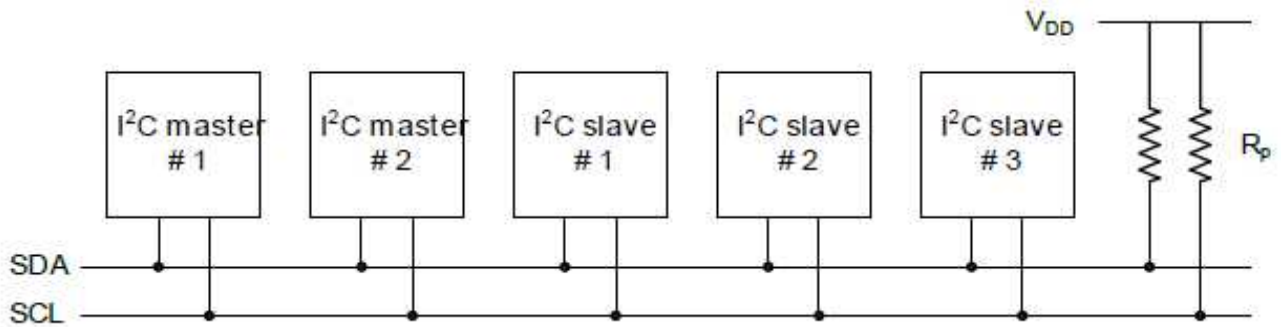 V_DD
I²C master
# 1
I²C master
# 2
I²C slave
# 1
I²C slave
# 2
I²C slave
# 3
R_p
SDA
SCL